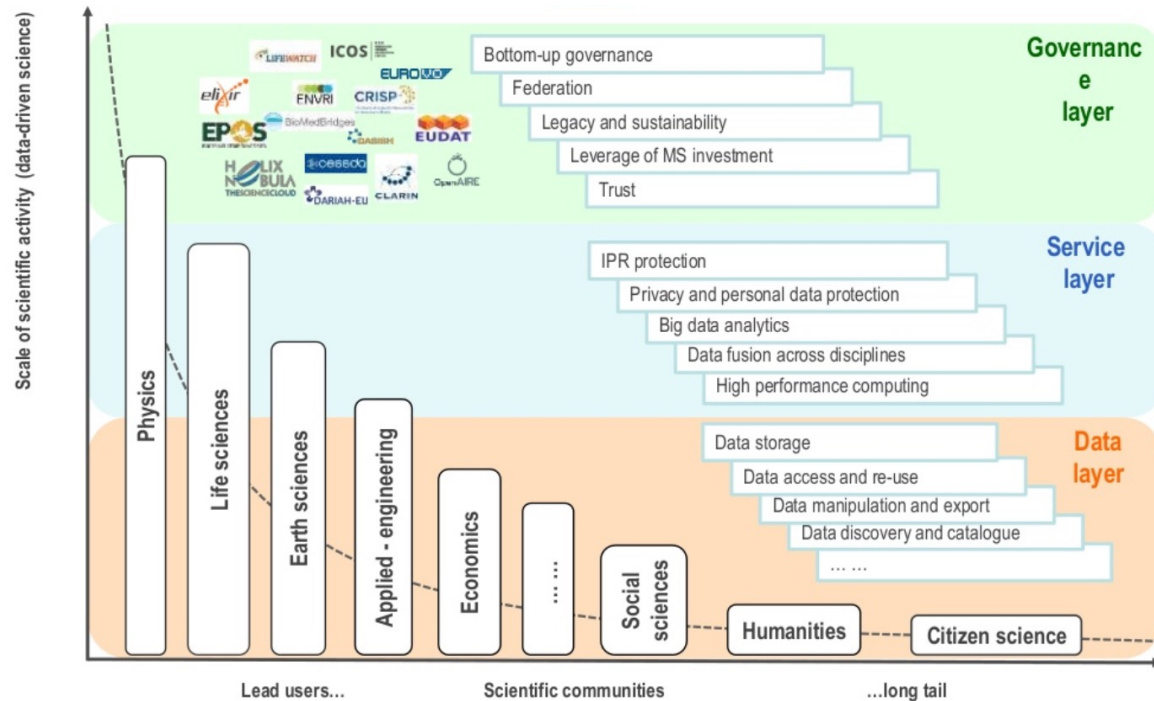 Scale of scientific activity (data-driven science)
LIFEWATCH
ICOS
EURO VO
elixir
ENVRI
CRISP
EPOS
BioMedBridges
DASISH
EUDAT
HELIX
NEBULA
THESCIENCECLOUD
cessda
DARIAH-EU
CLARIN
OpenAIRE
Bottom-up governance
Federation
Legacy and sustainability
Leverage of MS investment
Trust
Governanc
e
layer
IPR protection
Privacy and personal data protection
Big data analytics
Data fusion across disciplines
High performance computing
Service
layer
Data storage
Data access and re-use
Data manipulation and export
Data discovery and catalogue
... ...
Data
layer
Physics
Life sciences
Earth sciences
Applied - engineering
Economics
... ...
Social
sciences
Humanities
Citizen science
Lead users...
Scientific communities
...long tail